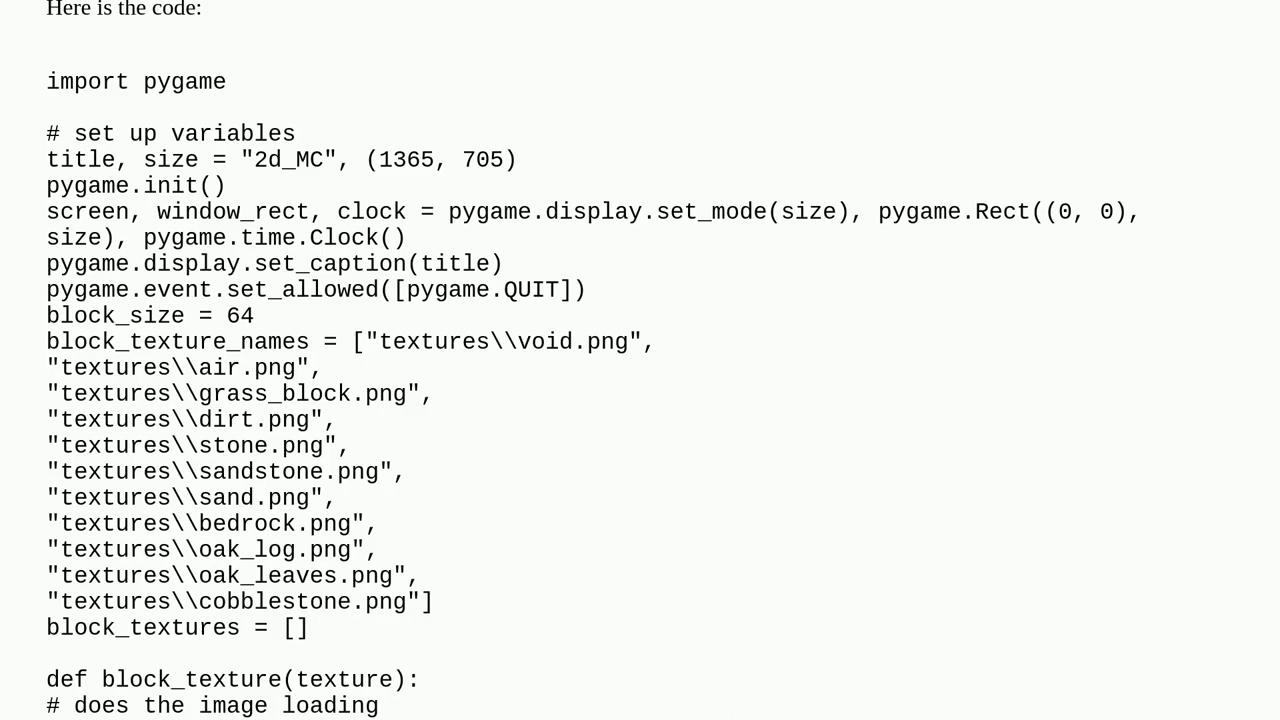 Here is the code:
import pygame
# set up variables
title, size = "2d_MC", (1365, 705)
pygame.init()
screen, window_rect, clock = pygame.display.set_mode(size), pygame.Rect((0, 0),
size), pygame.time.Clock()
pygame.display.set_caption(title)
pygame.event.set_allowed([pygame.QUIT])
block_size = 64
block_texture_names = ["textures\\void.png",
"textures\\air.png",
"textures\\grass_block.png",
"textures\\dirt.png",
"textures\\stone.png",
"textures\\sandstone.png",
"textures\\sand.png",
"textures\\bedrock.png",
"textures\\oak_log.png",
"textures\\oak_leaves.png",
"textures\\cobblestone.png"]
block_textures = []
def block_texture(texture):
# does the image loading